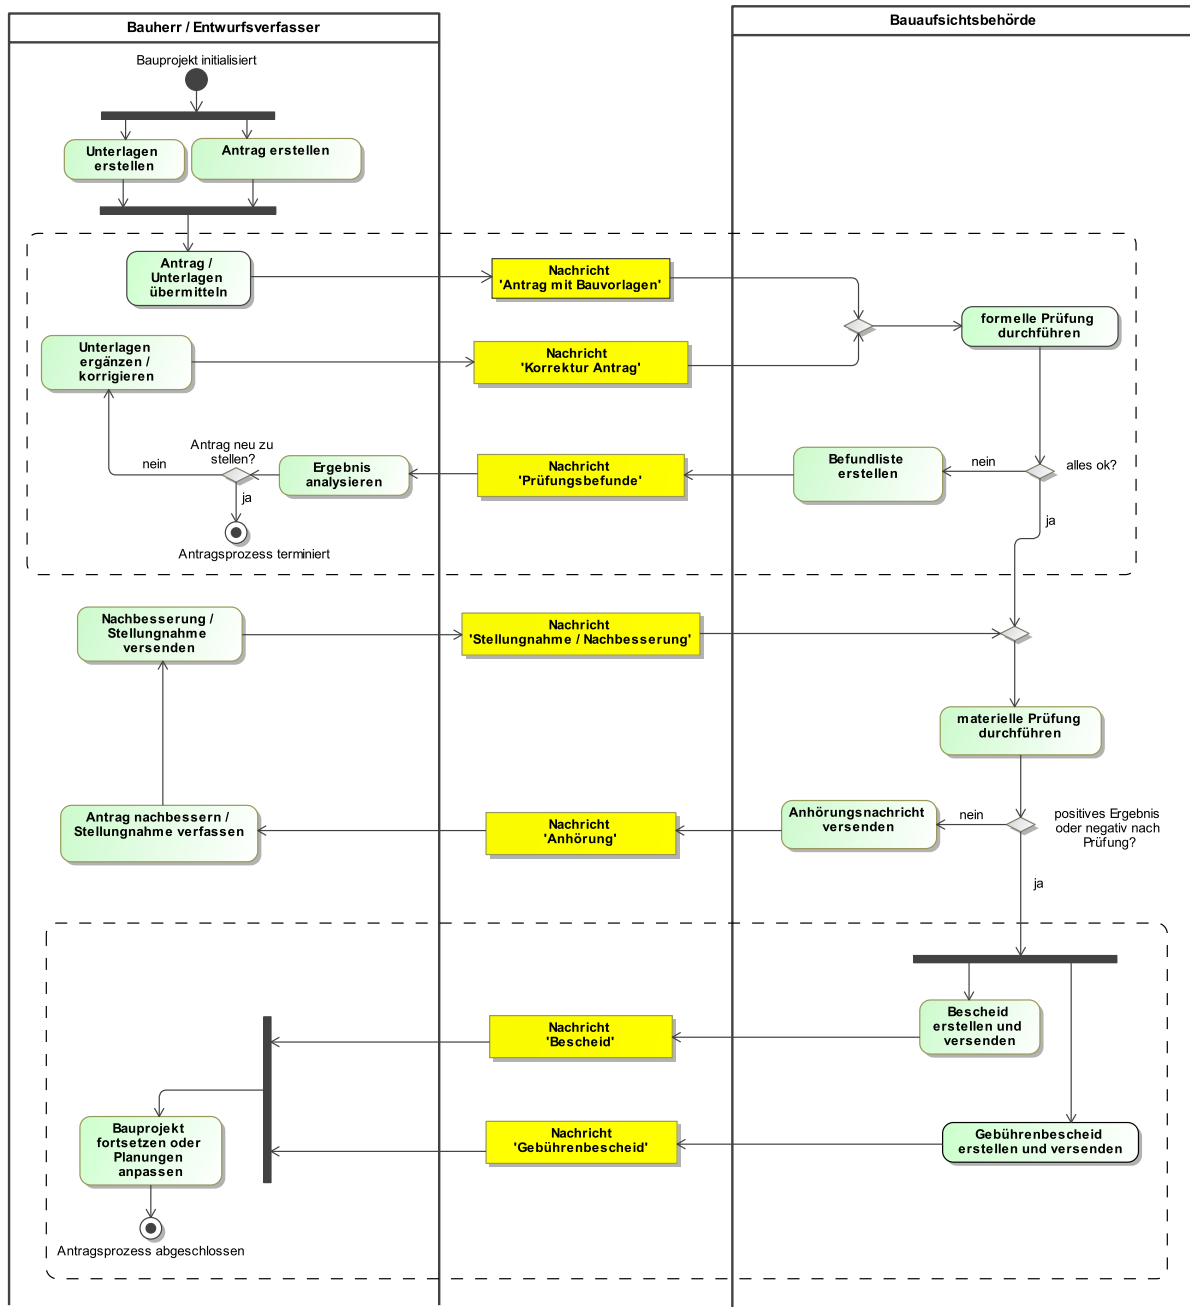 Bauherr / Entwurfsverfasser
Bauaufsichtsbehörde
Bauprojekt initialisiert
Unterlagen
erstellen
Antrag erstellen
Antrag /
Unterlagen
übermitteln
Nachricht
'Antrag mit Bauvorlagen'
formelle Prüfung
durchführen
Unterlagen
ergänzen /
korrigieren
Nachricht
'Korrektur Antrag'
Antrag neu zu
stellen?
nein
ja
Ergebnis
analysieren
Nachricht
'Prüfungsbefunde'
Befundliste
erstellen
nein
alles ok?
ja
Antragsprozess terminiert
Nachbesserung /
Stellungnahme
versenden
Nachricht
'Stellungnahme / Nachbesserung'
materielle Prüfung
durchführen
Antrag nachbessern /
Stellungnahme verfassen
Nachricht
'Anhörung'
Anhörungsnachricht
versenden
nein
positives Ergebnis
oder negativ nach
Prüfung?
ja
Nachricht
'Bescheid'
Bescheid
erstellen und
versenden
Bauprojekt
fortsetzen oder
Planungen
anpassen
Nachricht
'Gebührenbescheid'
Gebührenbescheid
erstellen und versenden
Antragsprozess abgeschlossen